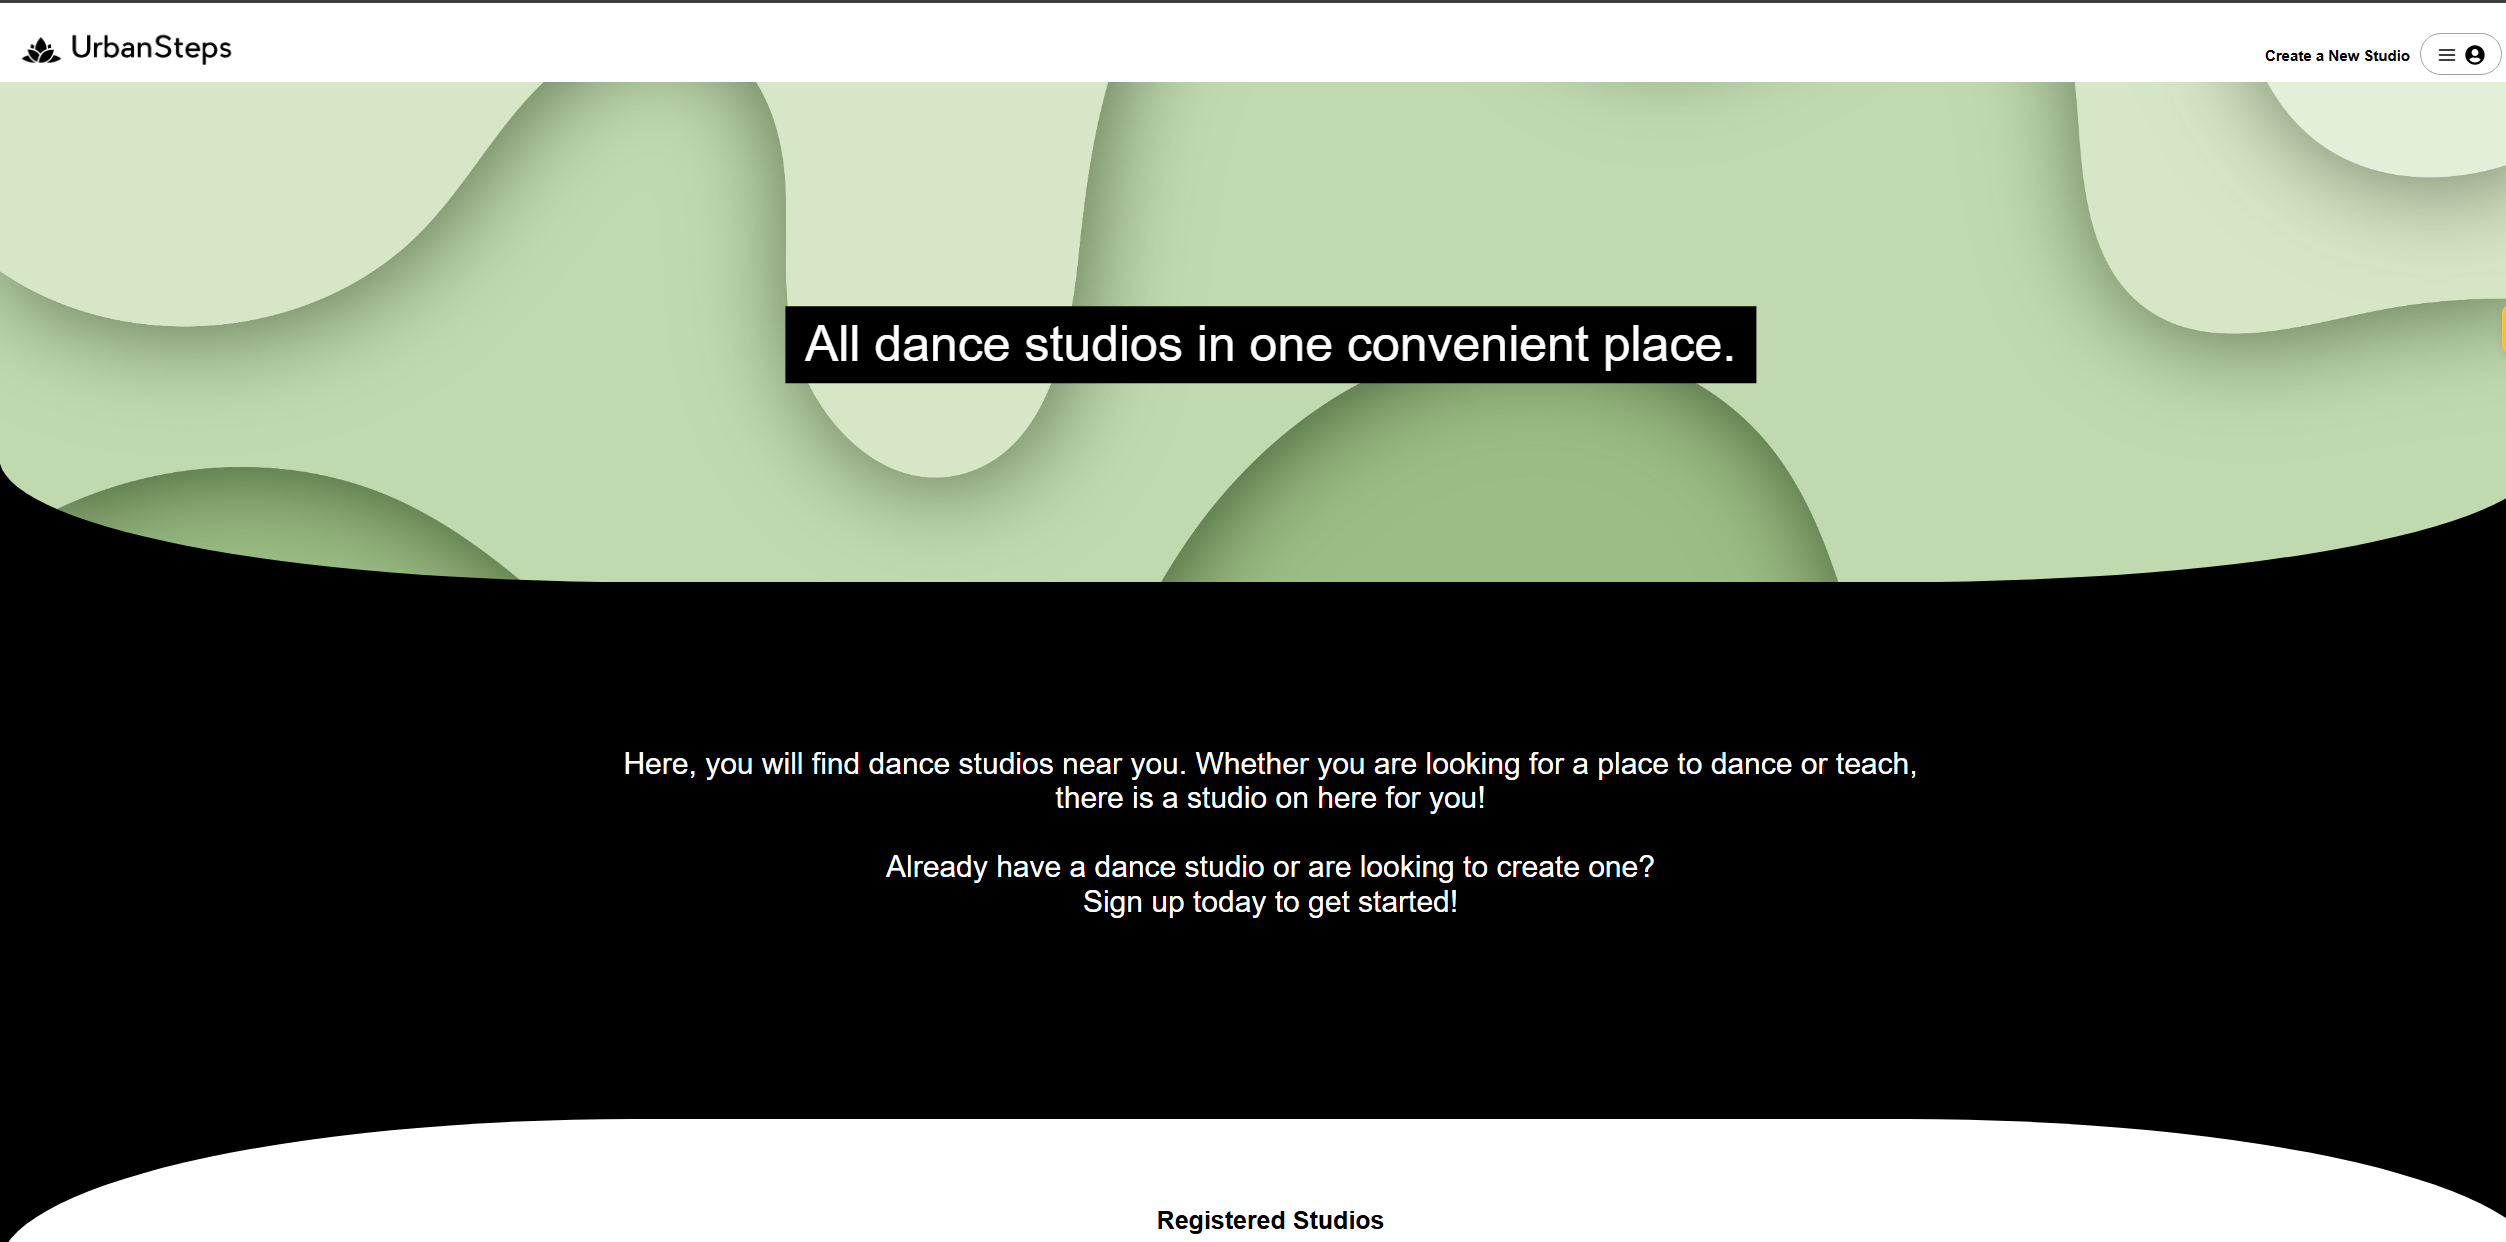 UrbanSteps
Create a New Studio
All dance studios in one convenient place.
Here, you will find dance studios near you. Whether you are looking for a place to dance or teach,
there is a studio on here for you!
Already have a dance studio or are looking to create one?
Sign up today to get started!
Registered Studios